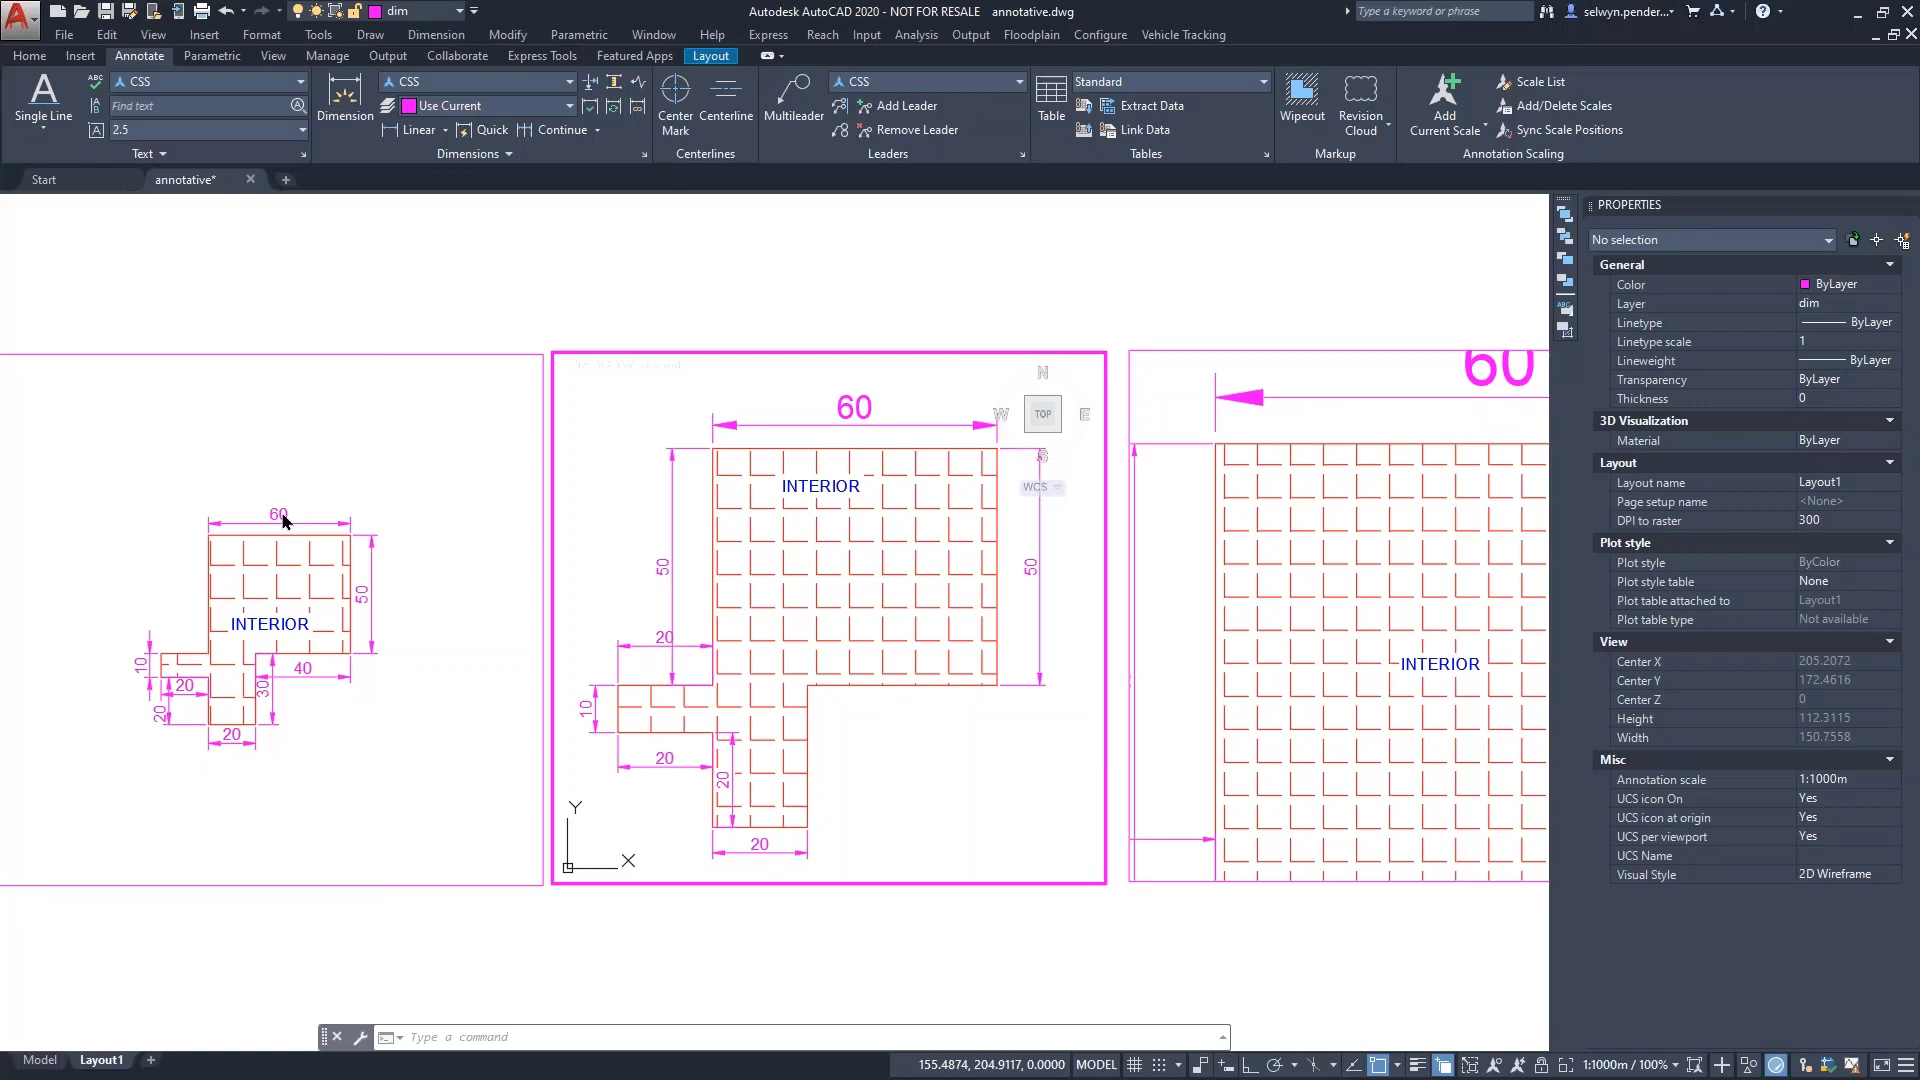 dim
Autodesk AutoCAD 2020 - NOT FOR RESALE annotative.dwg
Type a keyword or phrase
selwyn.pender...
File Edit View Insert Format Tools Draw Dimension Modify Parametric Window Help Express Reach Input Analysis Output Floodplain Configure Vehicle Tracking
Home Insert Annotate Parametric View Manage Output Collaborate Express Tools Featured Apps Layout
A Single Line
ABC CSS
Find text
A 2.5
Text
Dimension
CSS
Use Current
Linear Quick Continue
Dimensions
Center Mark
Centerline
Centerlines
Multileader
CSS
Add Leader
Remove Leader
Leaders
Table
Standard
Extract Data
Link Data
Tables
Wipeout
Revision Cloud
Markup
Add Current Scale
Scale List
Add/Delete Scales
Sync Scale Positions
Annotation Scaling
Start annotative*
60
50
INTERIOR
10
40
20
30
20
20
60
INTERIOR
50
50
20
10
20
20
20
N
W TOP E
S
WCS
Y
X
60
INTERIOR
PROPERTIES
No selection
General
Color ByLayer
Layer dim
Linetype ByLayer
Linetype scale 1
Lineweight ByLayer
Transparency ByLayer
Thickness 0
3D Visualization
Material ByLayer
Layout
Layout name Layout1
Page setup name <None>
DPI to raster 300
Plot style
Plot style ByColor
Plot style table None
Plot table attached to Layout1
Plot table type Not available
View
Center X 205.2072
Center Y 172.4616
Center Z 0
Height 112.3115
Width 150.7558
Misc
Annotation scale 1:1000m
UCS icon On Yes
UCS icon at origin Yes
UCS per viewport Yes
UCS Name
Visual Style 2D Wireframe
Type a command
Model Layout1
155.4874, 204.9117, 0.0000 MODEL
1:1000m / 100%